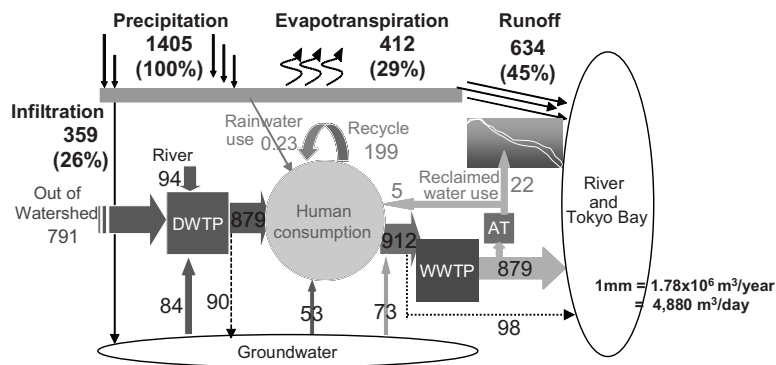 Precipitation
1405
(100%)
Evapotranspiration
412
(29%)
Runoff
634
(45%)
Infiltration
359
(26%)
Rainwater
use
0.23
Recycle
199
River
94
Out of
Watershed
791
DWTP
879
Human
consumption
5
Reclaimed
water use
22
AT
912
WWTP
879
River
and
Tokyo Bay
84
90
53
73
98
1mm = 1.78x10⁶ m³/year
= 4,880 m³/day
Groundwater